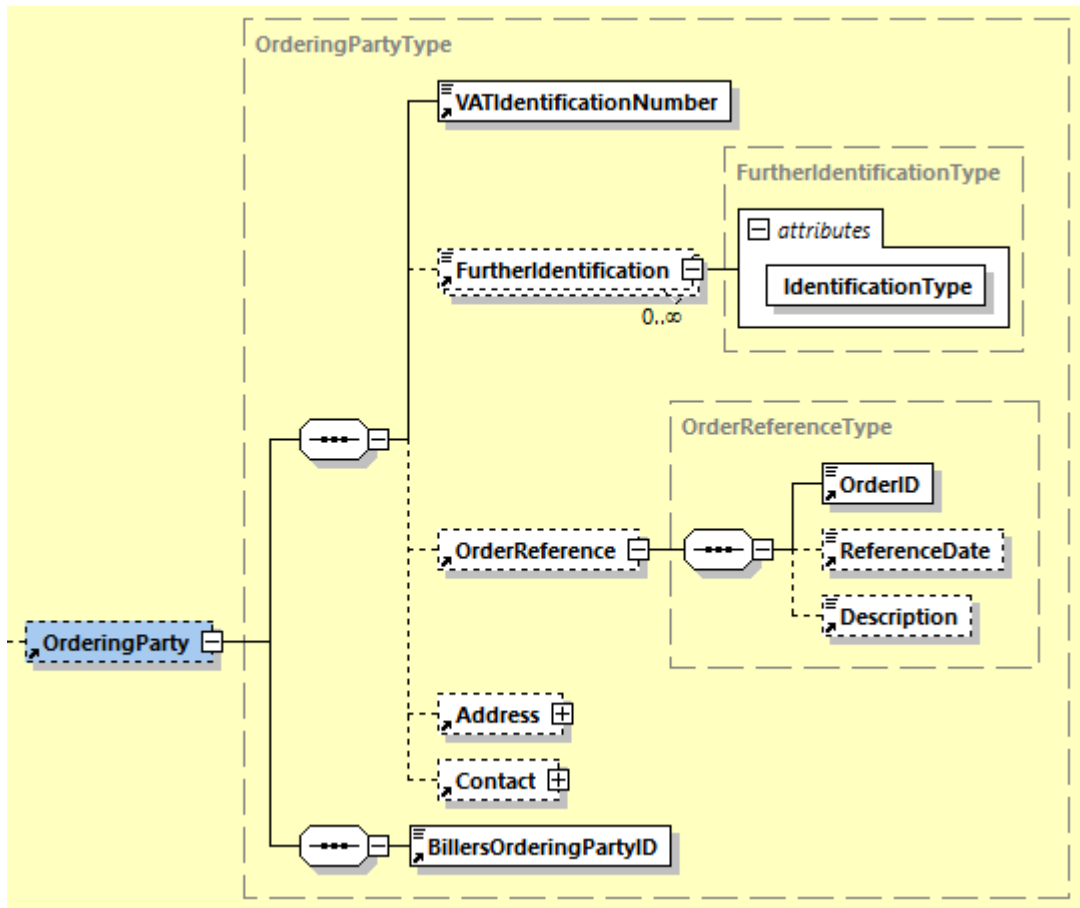 OrderingPartyType
VATIdentificationNumber
FurtherIdentificationType
attributes
FurtherIdentification
IdentificationType
0..∞
OrderReferenceType
OrderID
OrderReference
ReferenceDate
Description
OrderingParty
Address
Contact
BillersOrderingPartyID